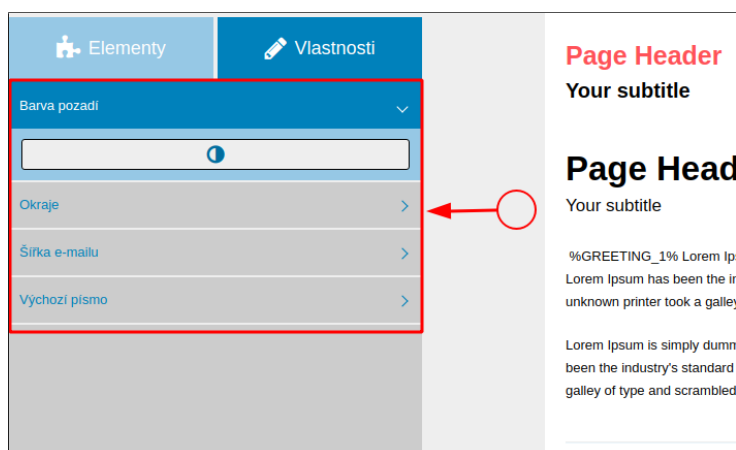 Elementy
Vlastnosti
Barva pozadí
Okraje
Šířka e-mailu
Výchozí písmo
Page Header
Your subtitle
Page Head
Your subtitle
%GREETING_1% Lorem Ip
Lorem Ipsum has been the i
unknown printer took a galley
Lorem Ipsum is simply dumm
been the industry's standard
galley of type and scrambled